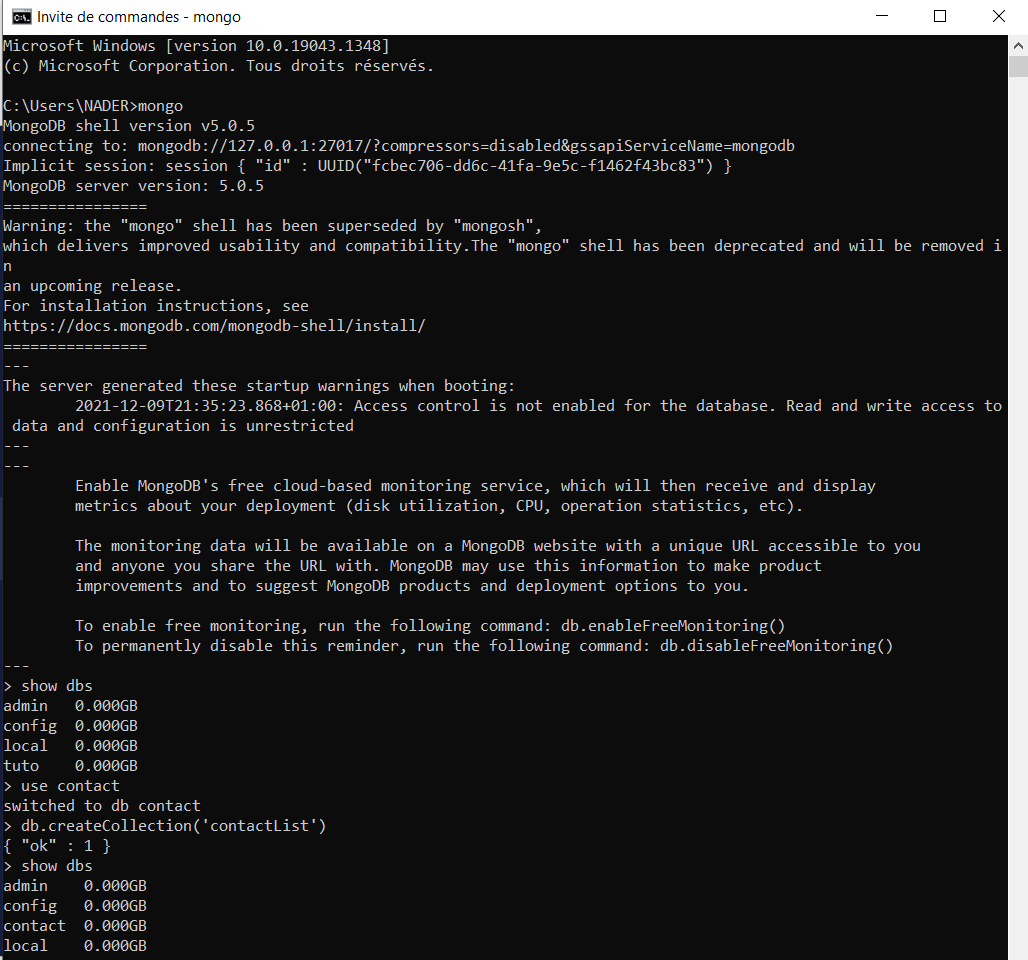 Invite de commandes - mongo
Microsoft Windows [version 10.0.19043.1348]
(c) Microsoft Corporation. Tous droits réservés.
C:\Users\NADER>mongo
MongoDB shell version v5.0.5
connecting to: mongodb://127.0.0.1:27017/?compressors=disabled&gssapiServiceName=mongodb
Implicit session: session { "id" : UUID("fcbec706-dd6c-41fa-9e5c-f1462f43bc83") }
MongoDB server version: 5.0.5
================
Warning: the "mongo" shell has been superseded by "mongosh",
which delivers improved usability and compatibility.The "mongo" shell has been deprecated and will be removed i
n
an upcoming release.
For installation instructions, see
https://docs.mongodb.com/mongodb-shell/install/
================
---
The server generated these startup warnings when booting:
        2021-12-09T21:35:23.868+01:00: Access control is not enabled for the database. Read and write access to
 data and configuration is unrestricted
---
---
        Enable MongoDB's free cloud-based monitoring service, which will then receive and display
        metrics about your deployment (disk utilization, CPU, operation statistics, etc).
        The monitoring data will be available on a MongoDB website with a unique URL accessible to you
        and anyone you share the URL with. MongoDB may use this information to make product
        improvements and to suggest MongoDB products and deployment options to you.
        To enable free monitoring, run the following command: db.enableFreeMonitoring()
        To permanently disable this reminder, run the following command: db.disableFreeMonitoring()
---
> show dbs
admin   0.000GB
config  0.000GB
local   0.000GB
tuto    0.000GB
> use contact
switched to db contact
> db.createCollection('contactList')
{ "ok" : 1 }
> show dbs
admin    0.000GB
config   0.000GB
contact  0.000GB
local    0.000GB